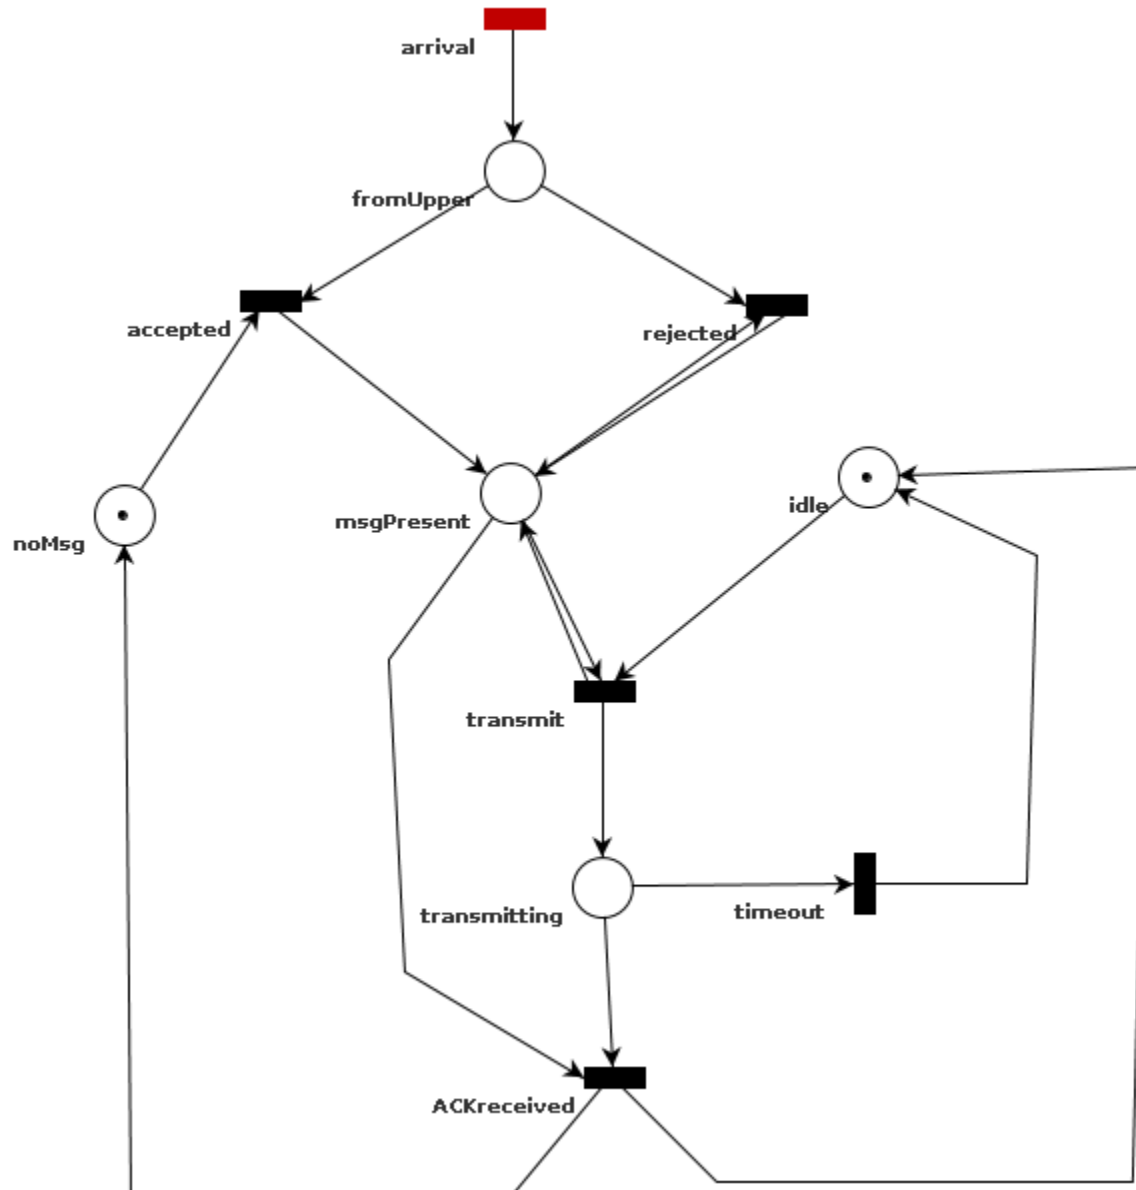 arrival
fromUpper
accepted
rejected
msgPresent
idle
noMsg
transmit
transmitting
timeout
ACKreceived